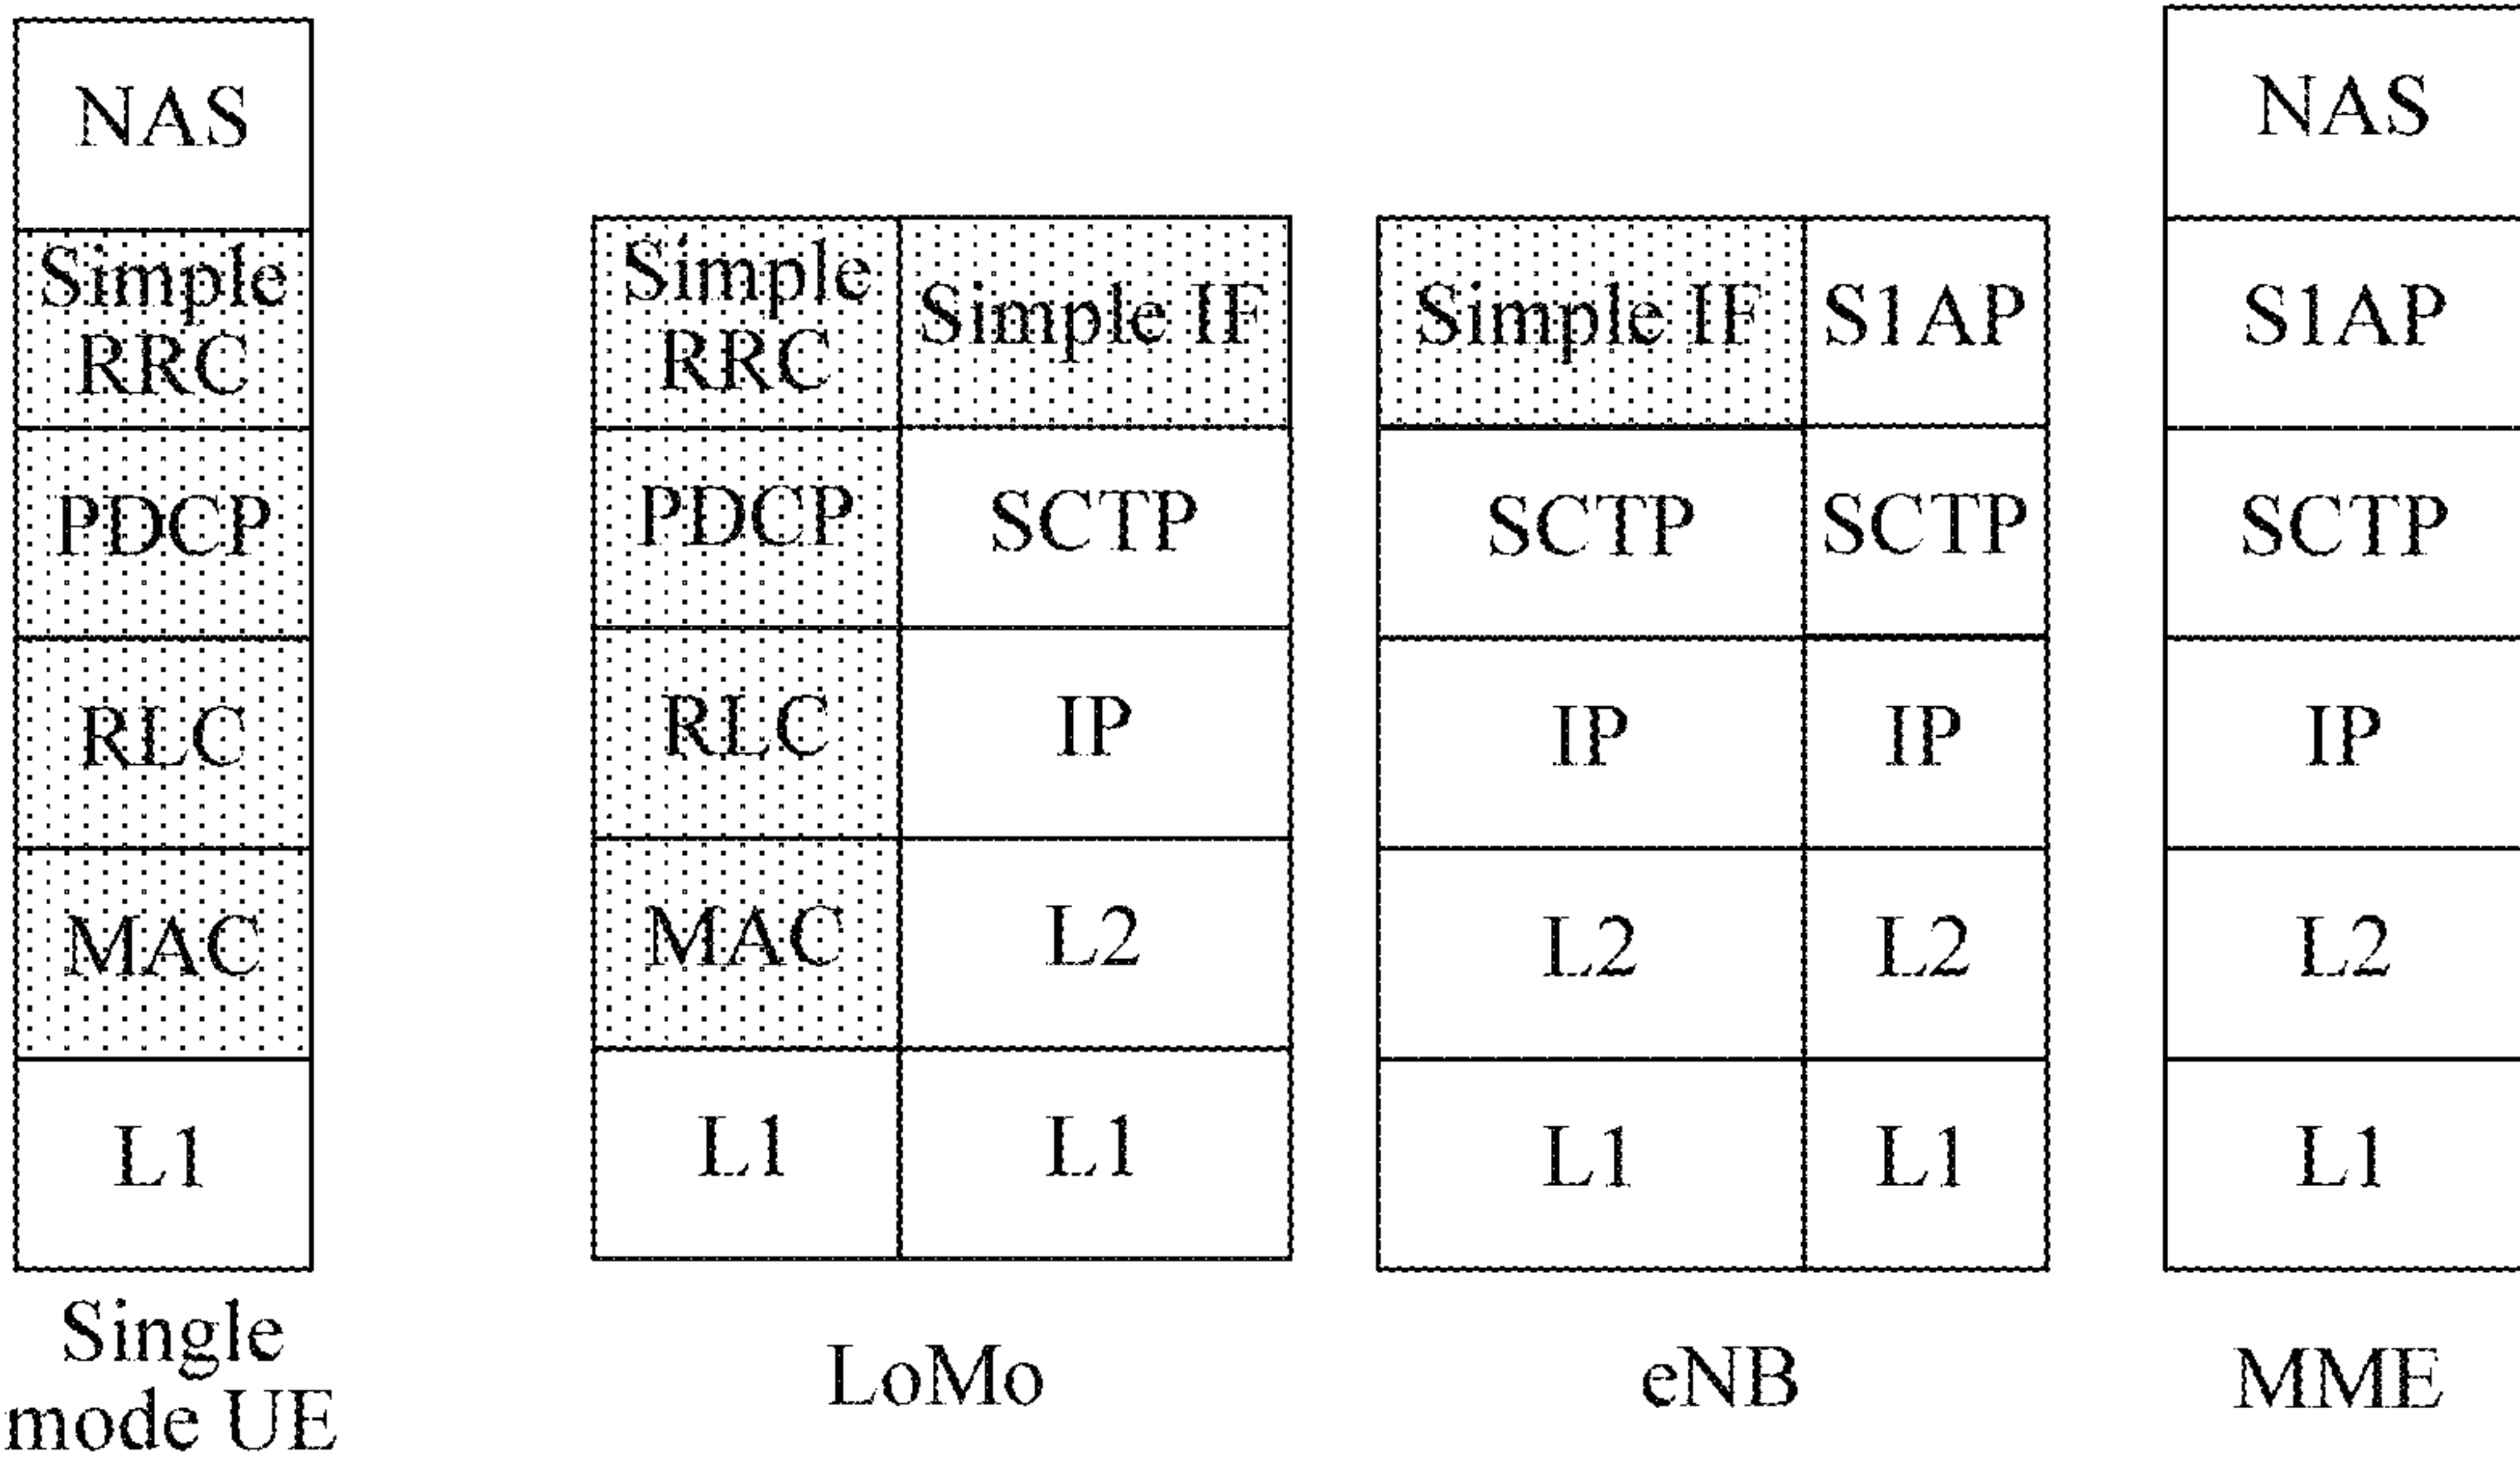 NAS
Simple
RRC
PDCP
RLC
MAC
L1
Single
mode UE
Simple
RRC
Simple IF
PDCP
SCTP
RLC
IP
MAC
L2
L1
L1
LoMo
Simple IF
S1AP
SCTP
SCTP
IP
IP
L2
L2
L1
L1
eNB
NAS
S1AP
SCTP
IP
L2
L1
MME